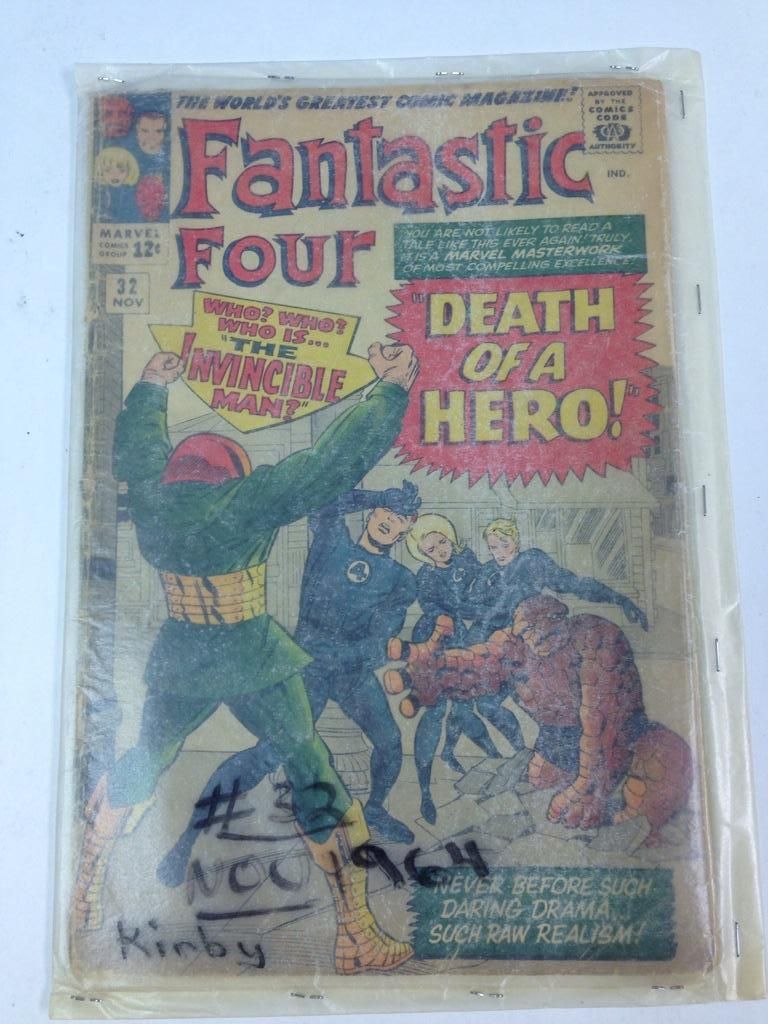 THE WORLD'S GREATEST COMIC MAGAZINE!
APPROVED
BY THE
COMICS
CODE
AUTHORITY
Fantastic
Four
IND.
MARVEL
COMICS
GROUP 12¢
32
NOV
YOU ARE NOT LIKELY TO READ A
TALE LIKE THIS EVER AGAIN! TRULY,
IT IS A MARVEL MASTERWORK
OF MOST COMPELLING EXCELLENCE!
WHO? WHO?
WHO IS...
"THE
INVINCIBLE
MAN?"
"DEATH
OF A
HERO!"
4
#32
NOV 1964
Kirby
NEVER BEFORE SUCH
DARING DRAMA...
SUCH RAW REALISM!